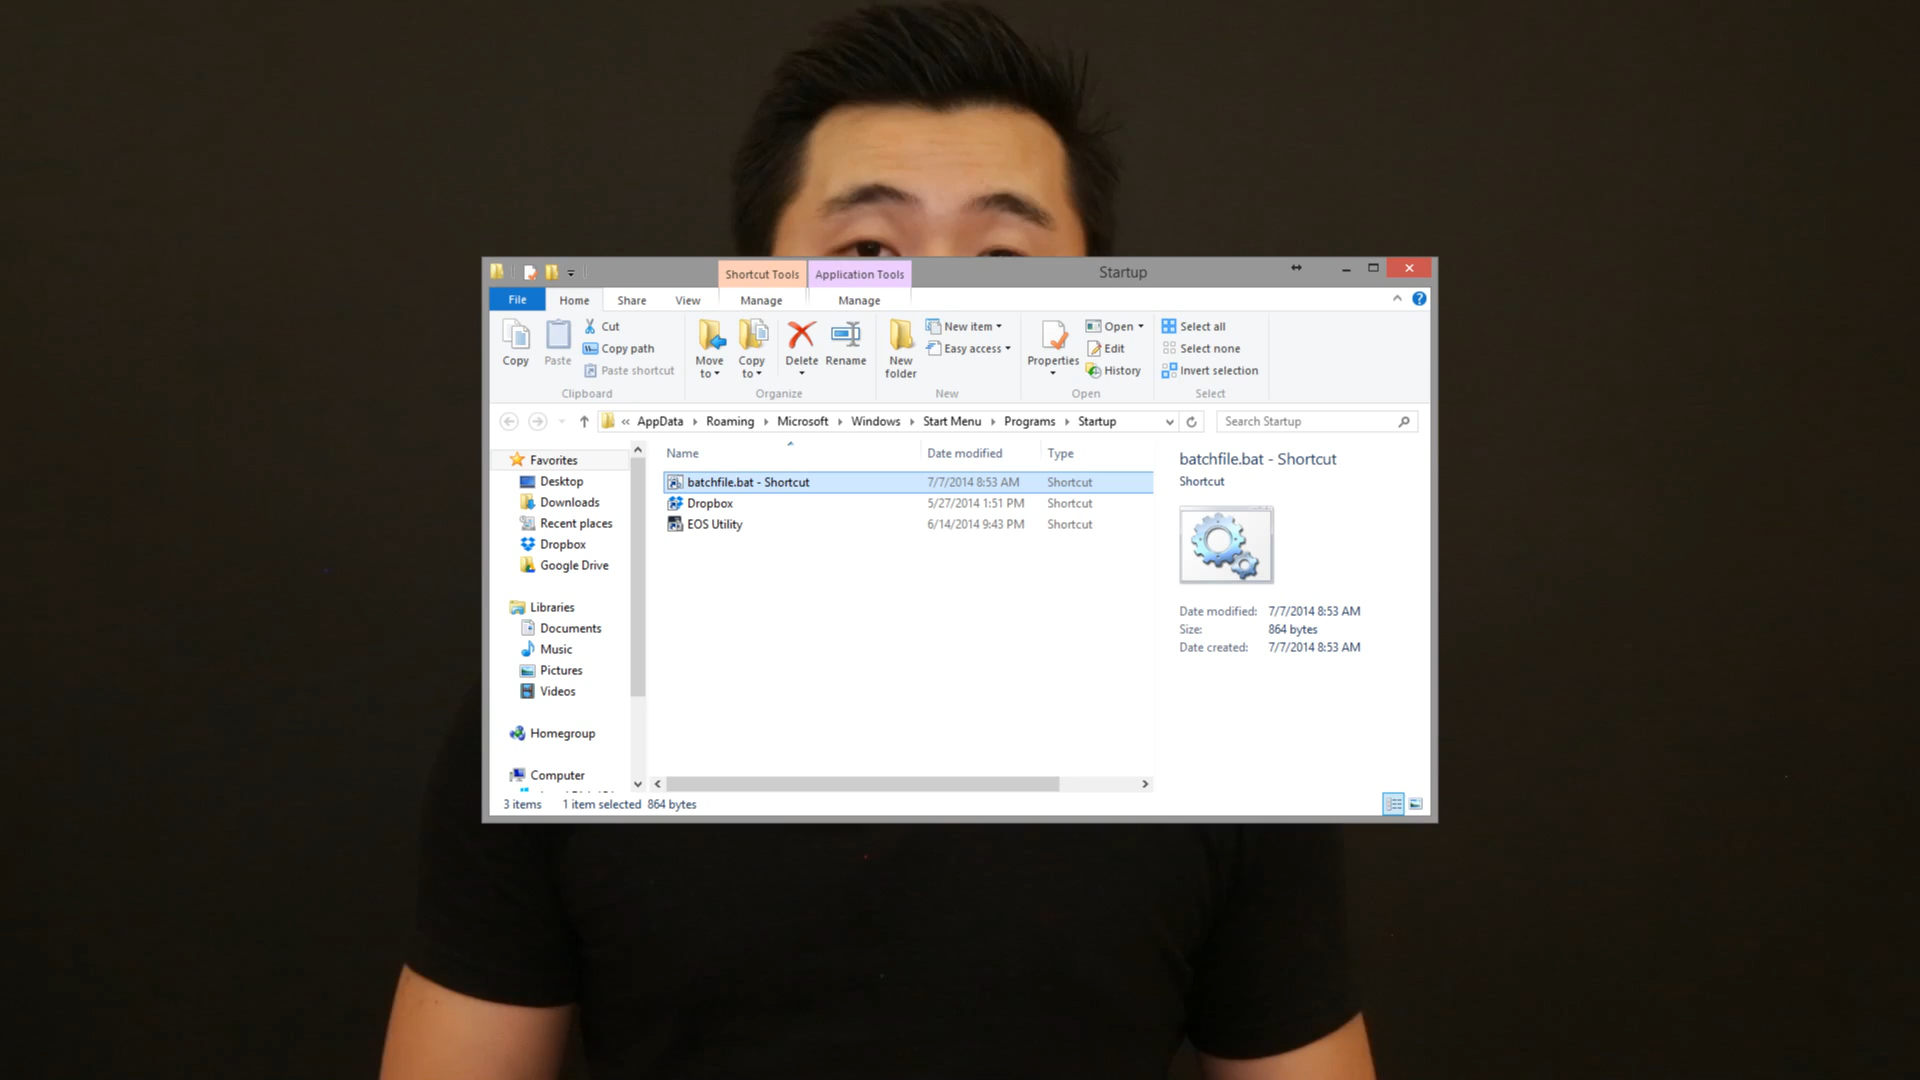 Shortcut Tools Application Tools Startup
File Home Share View Manage Manage
Copy
Paste
Cut
Copy path
Paste shortcut
Clipboard
Move to
Copy to
Delete
Rename
Organize
New folder
New item
Easy access
New
Properties
Open
Edit
History
Open
Select all
Select none
Invert selection
Select
« AppData Roaming Microsoft Windows Start Menu Programs Startup
Search Startup
Favorites
Desktop
Downloads
Recent places
Dropbox
Google Drive
Libraries
Documents
Music
Pictures
Videos
Homegroup
Computer
Name Date modified Type
batchfile.bat - Shortcut 7/7/2014 8:53 AM Shortcut
Dropbox 5/27/2014 1:51 PM Shortcut
EOS Utility 6/14/2014 9:43 PM Shortcut
batchfile.bat - Shortcut
Shortcut
Date modified: 7/7/2014 8:53 AM
Size: 864 bytes
Date created: 7/7/2014 8:53 AM
3 items 1 item selected 864 bytes